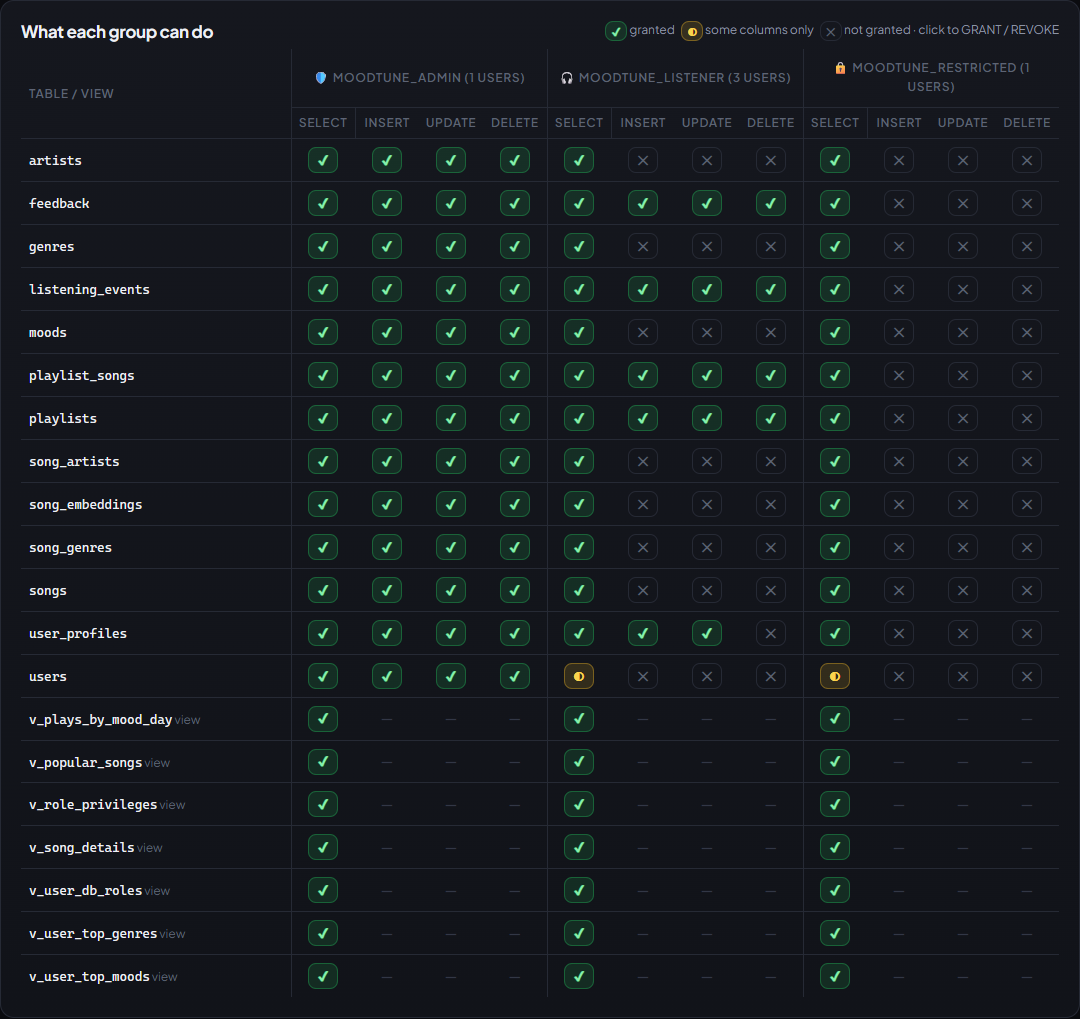 What each group can do
granted some columns only not granted · click to GRANT / REVOKE
TABLE / VIEW
MOODTUNE_ADMIN (1 USERS)
MOODTUNE_LISTENER (3 USERS)
MOODTUNE_RESTRICTED (1
USERS)
SELECT INSERT UPDATE DELETE SELECT INSERT UPDATE DELETE SELECT INSERT UPDATE DELETE
artists
feedback
genres
listening_events
moods
playlist_songs
playlists
song_artists
song_embeddings
song_genres
songs
user_profiles
users
v_plays_by_mood_day view
v_popular_songs view
v_role_privileges view
v_song_details view
v_user_db_roles view
v_user_top_genres view
v_user_top_moods view